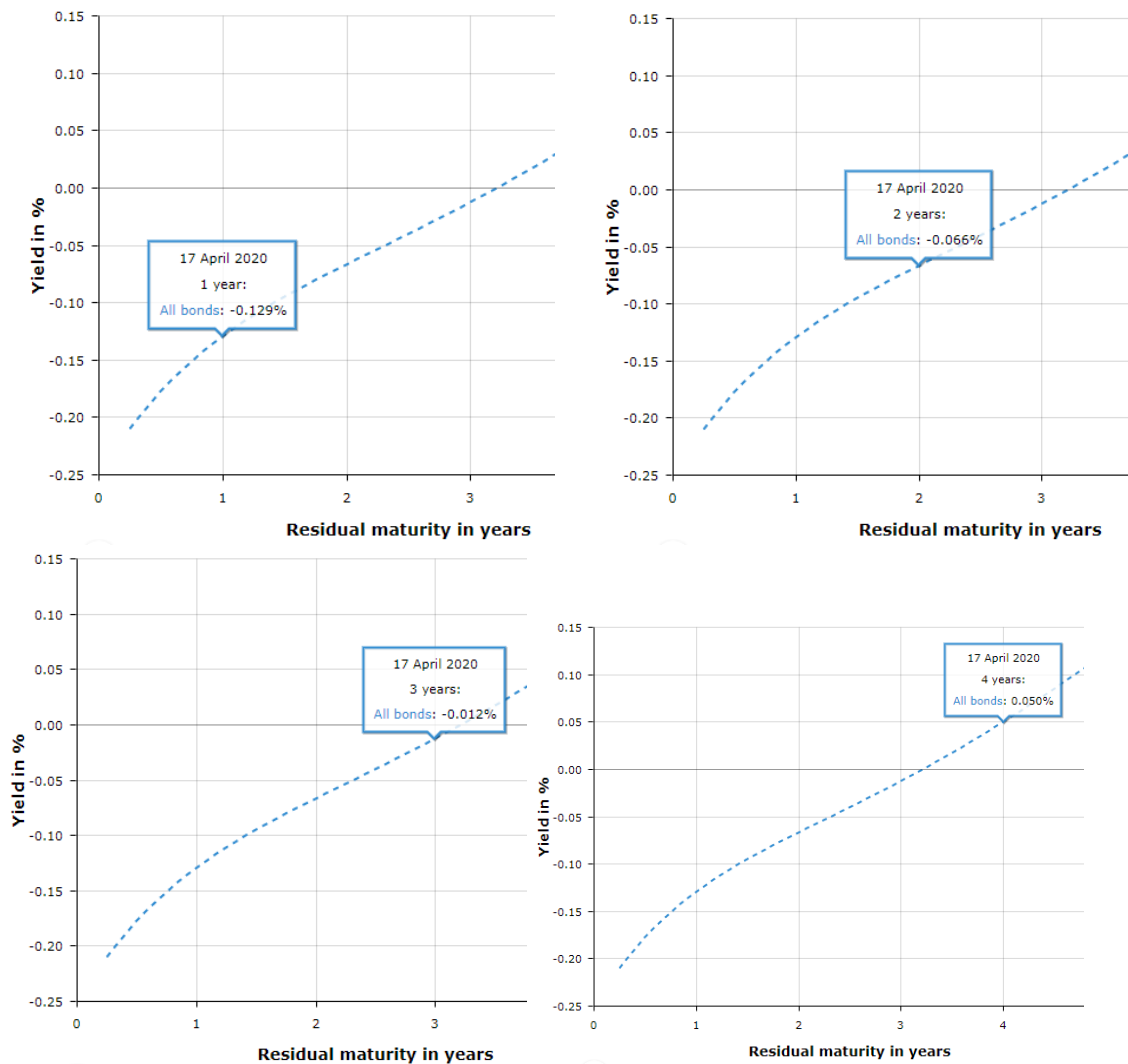 0.15
0.10
0.05
0.00
-0.05
-0.10
-0.15
-0.20
-0.25
Yield in %
17 April 2020
1 year:
All bonds: -0.129%
0 1 2 3
Residual maturity in years
0.15
0.10
0.05
0.00
-0.05
-0.10
-0.15
-0.20
-0.25
Yield in %
17 April 2020
2 years:
All bonds: -0.066%
0 1 2 3
Residual maturity in years
0.15
0.10
0.05
0.00
-0.05
-0.10
-0.15
-0.20
-0.25
Yield in %
17 April 2020
3 years:
All bonds: -0.012%
0 1 2 3
Residual maturity in years
0.15
0.10
0.05
0.00
-0.05
-0.10
-0.15
-0.20
-0.25
Yield in %
17 April 2020
4 years:
All bonds: 0.050%
0 1 2 3 4
Residual maturity in years